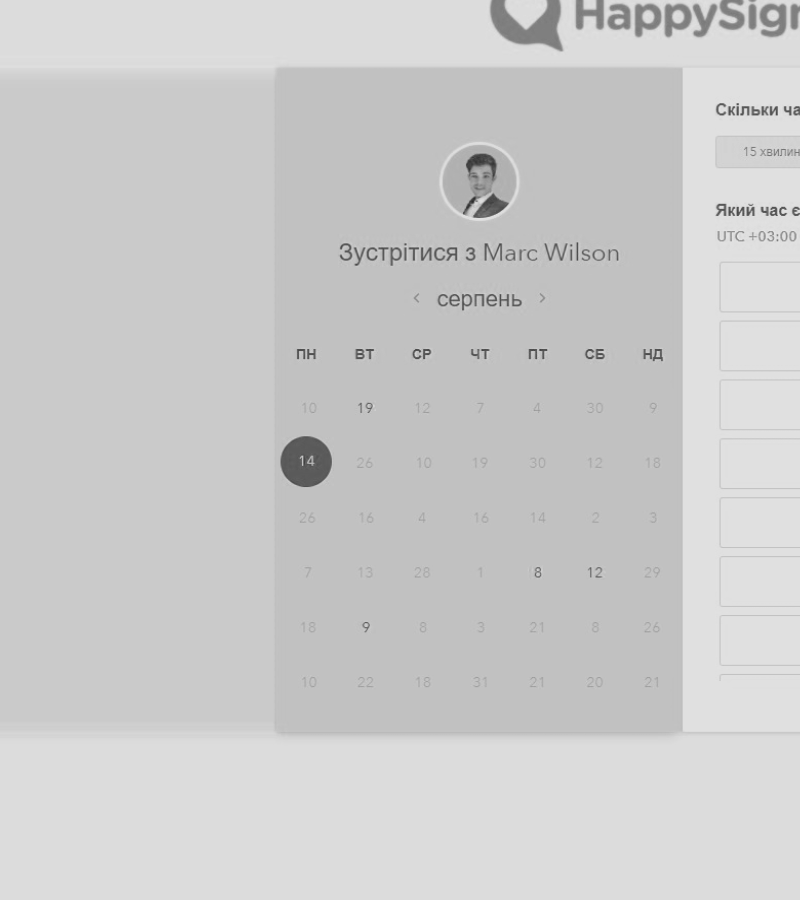 HappySign
Зустрітися з Marc Wilson
< серпень >
ПН ВТ СР ЧТ ПТ СБ НД
10 19 12 7 4 30 9
14 26 10 19 30 12 18
26 16 4 16 14 2 3
7 13 28 1 8 12 29
18 9 8 3 21 8 26
10 22 18 31 21 20 21
Скільки ча
15 хвилин
Який час є
UTC +03:00